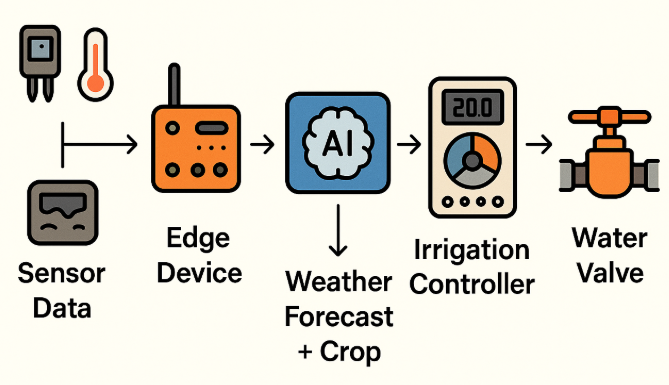 Sensor
Data
Edge
Device
AI
Weather
Forecast
+ Crop
20.0
Irrigation
Controller
Water
Valve